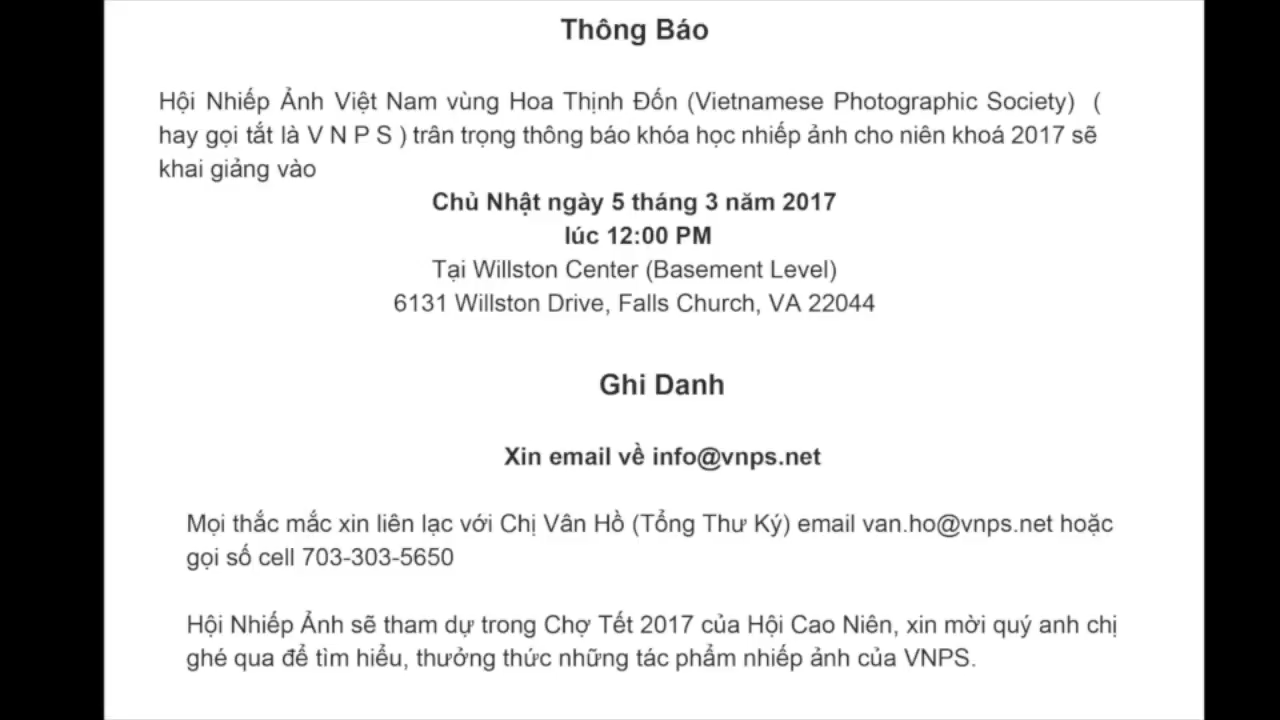 Thông Báo
Hội Nhiếp Ảnh Việt Nam vùng Hoa Thịnh Đốn (Vietnamese Photographic Society) (
hay gọi tắt là V N P S ) trân trọng thông báo khóa học nhiếp ảnh cho niên khoá 2017 sẽ
khai giảng vào
Chủ Nhật ngày 5 tháng 3 năm 2017
lúc 12:00 PM
Tại Willston Center (Basement Level)
6131 Willston Drive, Falls Church, VA 22044
Ghi Danh
Xin email về info@vnps.net
Mọi thắc mắc xin liên lạc với Chị Vân Hồ (Tổng Thư Ký) email van.ho@vnps.net hoặc
gọi số cell 703-303-5650
Hội Nhiếp Ảnh sẽ tham dự trong Chợ Tết 2017 của Hội Cao Niên, xin mời quý anh chị
ghé qua để tìm hiểu, thưởng thức những tác phẩm nhiếp ảnh của VNPS.